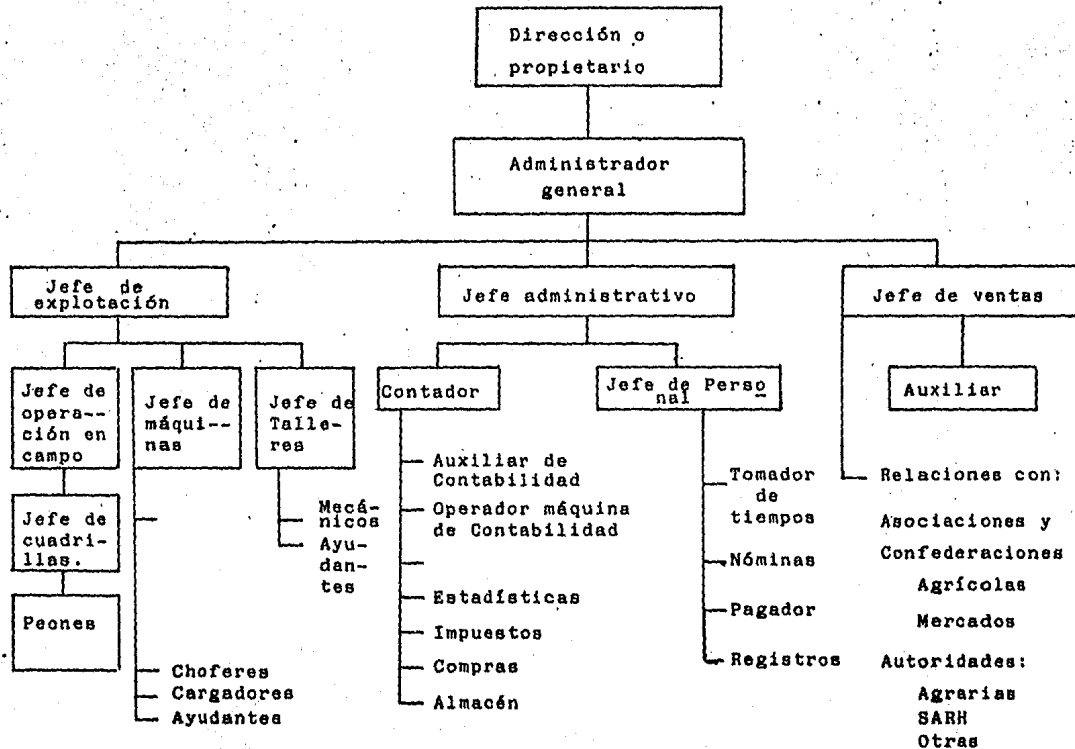 Dirección o
propietario
Administrador
general
Jefe de
explotación
Jefe administrativo
Jefe de ventas
Jefe de
opera--
ción en
campo
Jefe de
máqui--
nas
Jefe de
Talle-
res
Contador
Jefe de Perso
nal
Auxiliar
Jefe de
cuadri-
llas.
Peones
Choferes
Cargadores
Ayudantes
Mecá-
nicos
Ayu-
dan-
tes
Auxiliar de
Contabilidad
Operador máquina
de Contabilidad
Estadísticas
Impuestos
Compras
Almacén
Tomador
de
tiempos
Nóminas
Pagador
Registros
Relaciones con:
Asociaciones y
Confederaciones
Agrícolas
Mercados
Autoridades:
Agrarias
SARH
Otras